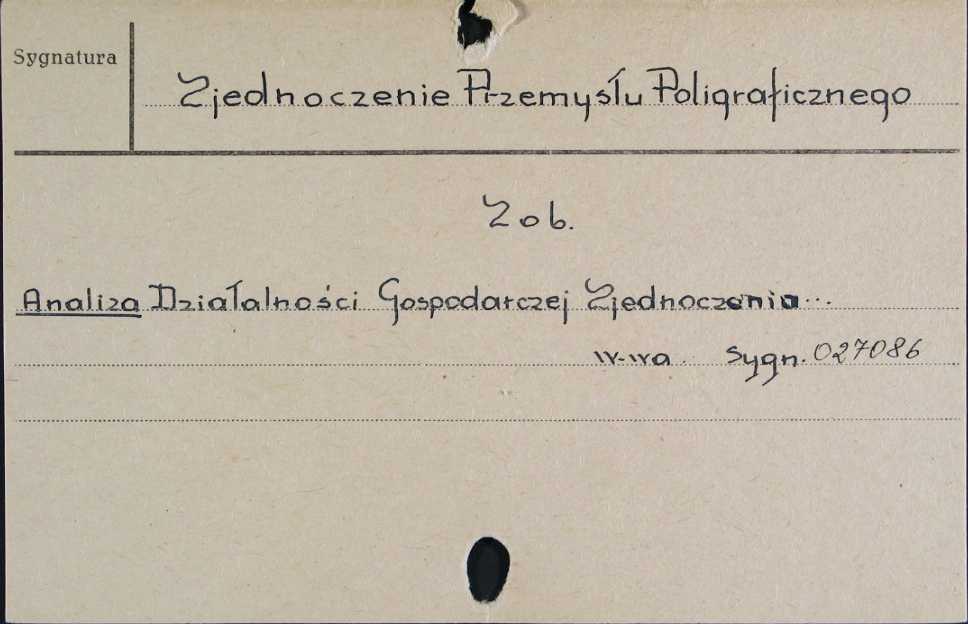 Sygnatura
Zjednoczenie Przemysłu Poligraficznego
Zob.
Analiza Działalności Gospodarczej Zjednoczenia...
W-wa. Sygn. 027086